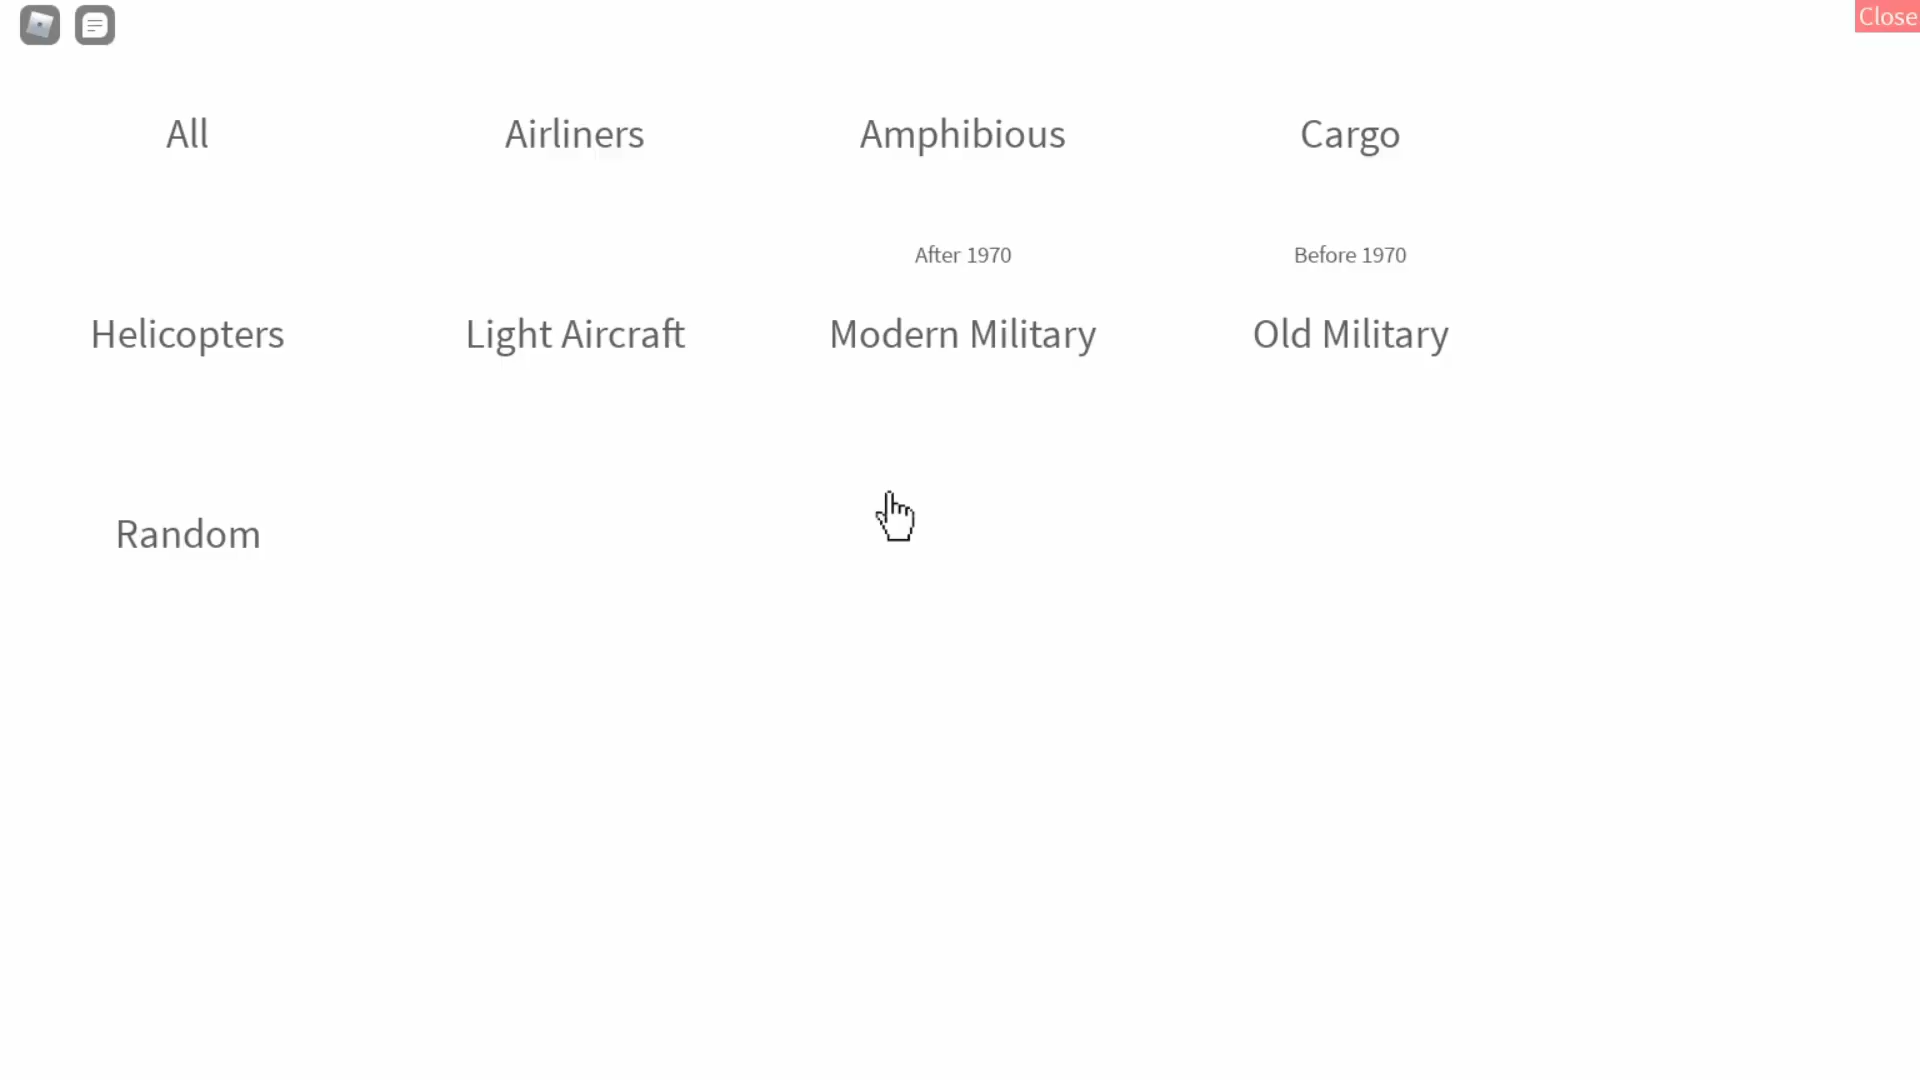 Close
All
Airliners
Amphibious
Cargo
After 1970
Before 1970
Helicopters
Light Aircraft
Modern Military
Old Military
Random